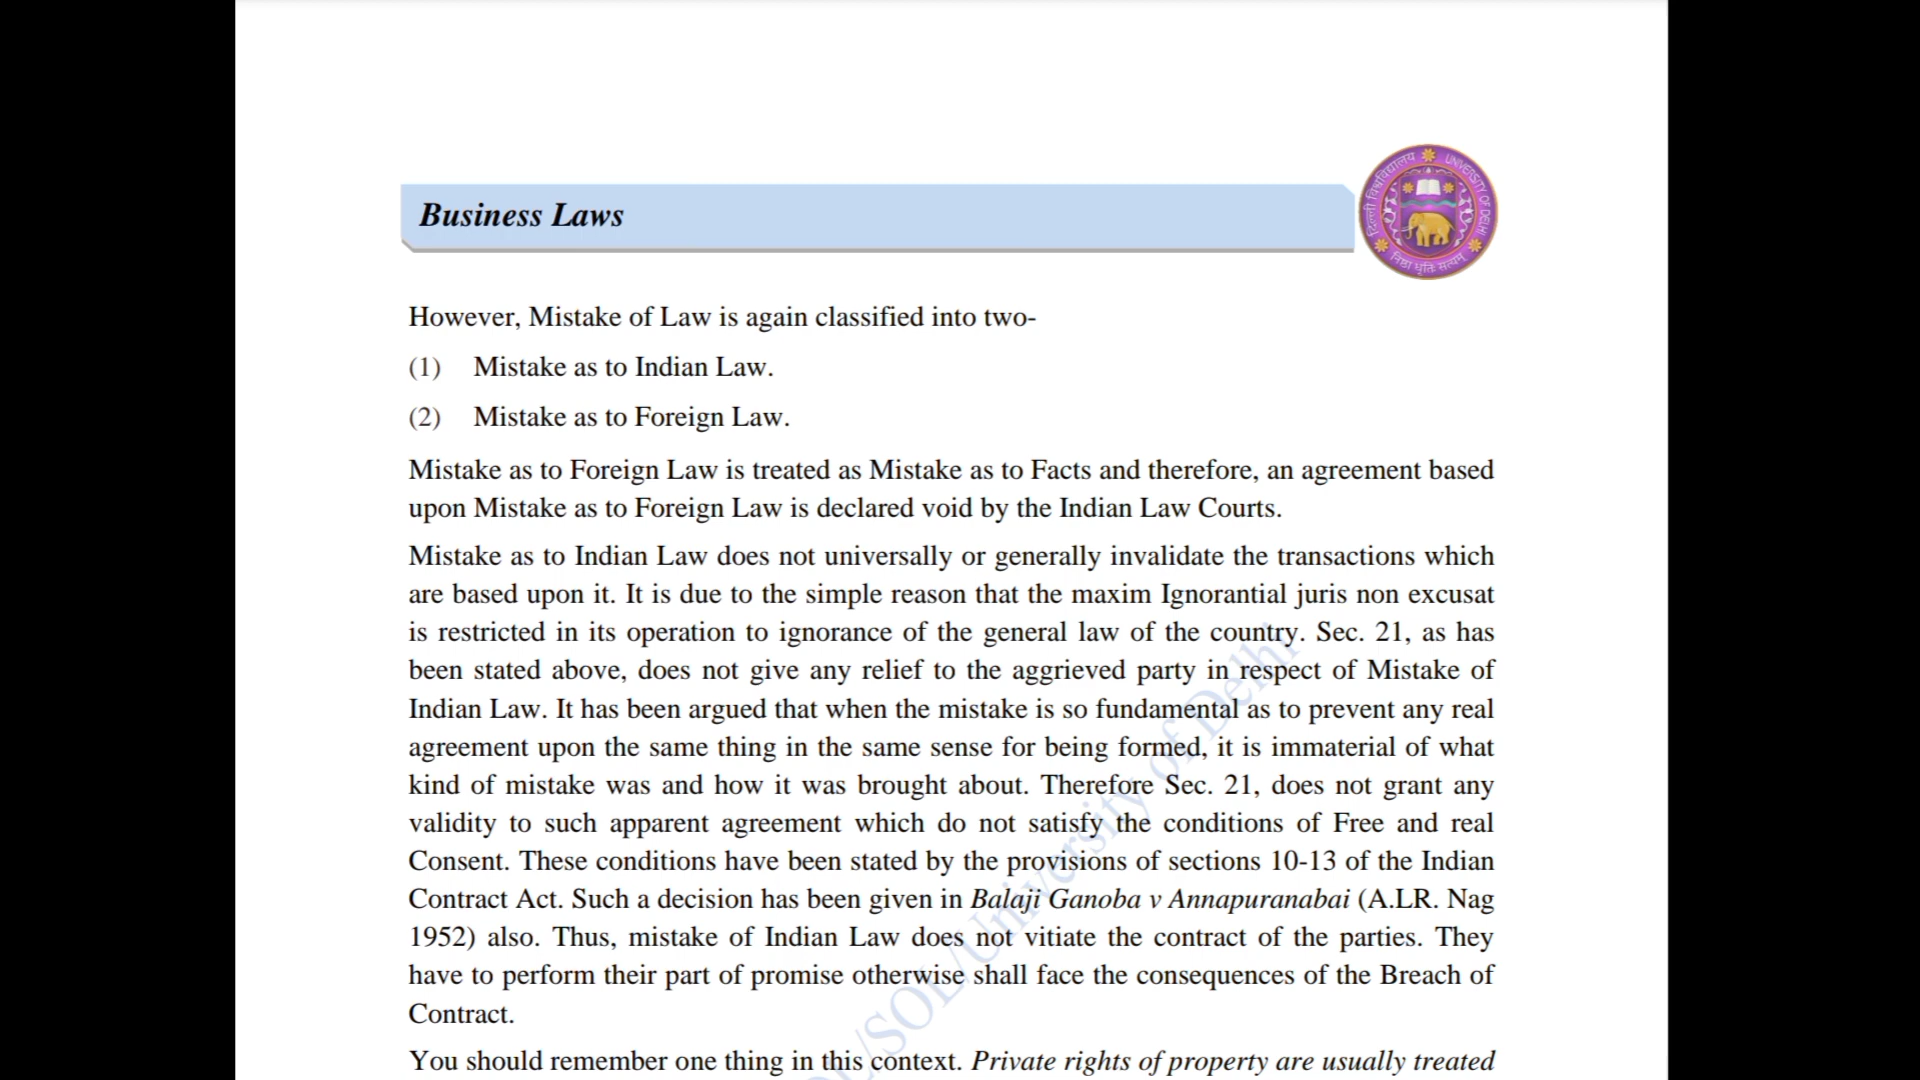 Business Laws
दिल्ली विश्वविद्यालय
UNIVERSITY OF DELHI
निष्ठा धृतिः सत्यम्
However, Mistake of Law is again classified into two-
(1) Mistake as to Indian Law.
(2) Mistake as to Foreign Law.
Mistake as to Foreign Law is treated as Mistake as to Facts and therefore, an agreement based
upon Mistake as to Foreign Law is declared void by the Indian Law Courts.
Mistake as to Indian Law does not universally or generally invalidate the transactions which
are based upon it. It is due to the simple reason that the maxim Ignorantial juris non excusat
is restricted in its operation to ignorance of the general law of the country. Sec. 21, as has
been stated above, does not give any relief to the aggrieved party in respect of Mistake of
Indian Law. It has been argued that when the mistake is so fundamental as to prevent any real
agreement upon the same thing in the same sense for being formed, it is immaterial of what
kind of mistake was and how it was brought about. Therefore Sec. 21, does not grant any
validity to such apparent agreement which do not satisfy the conditions of Free and real
Consent. These conditions have been stated by the provisions of sections 10-13 of the Indian
Contract Act. Such a decision has been given in Balaji Ganoba v Annapuranabai (A.LR. Nag
1952) also. Thus, mistake of Indian Law does not vitiate the contract of the parties. They
have to perform their part of promise otherwise shall face the consequences of the Breach of
Contract.
You should remember one thing in this context. Private rights of property are usually treated
/SOL/University of Delhi